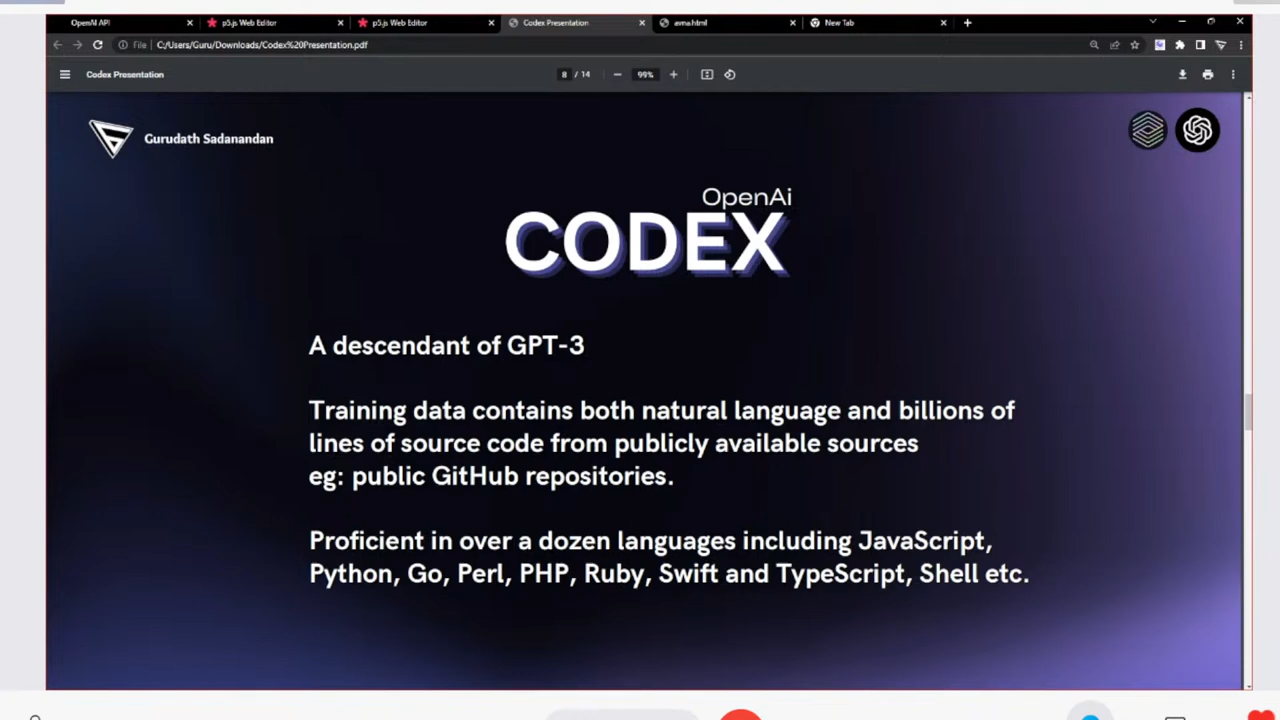 OpenAI API
p5.js Web Editor
p5.js Web Editor
Codex Presentation
avma.html
New Tab
File
C:/Users/Guru/Downloads/Codex%20Presentation.pdf
Codex Presentation
8 / 14
99%
Gurudath Sadanandan
OpenAi
CODEX
A descendant of GPT-3
Training data contains both natural language and billions of
lines of source code from publicly available sources
eg: public GitHub repositories.
Proficient in over a dozen languages including JavaScript,
Python, Go, Perl, PHP, Ruby, Swift and TypeScript, Shell etc.